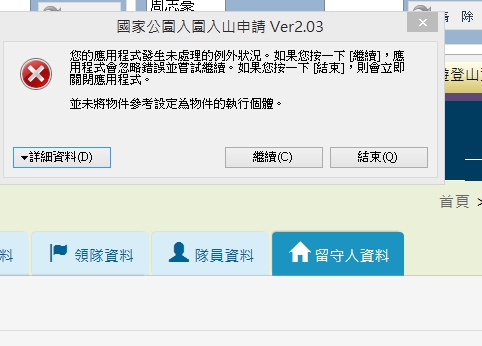 周志豪
國家公園入園入山申請 Ver2.03
清 除
您的應用程式發生未處理的例外狀況。如果您按一下 [繼續]，應
用程式會忽略錯誤並嘗試繼續。如果您按一下 [結束]，則會立即
關閉應用程式。
並未將物件參考設定為物件的執行個體。
登山
詳細資料(D)
繼續(C)
結束(Q)
首頁 >
料
領隊資料
隊員資料
留守人資料